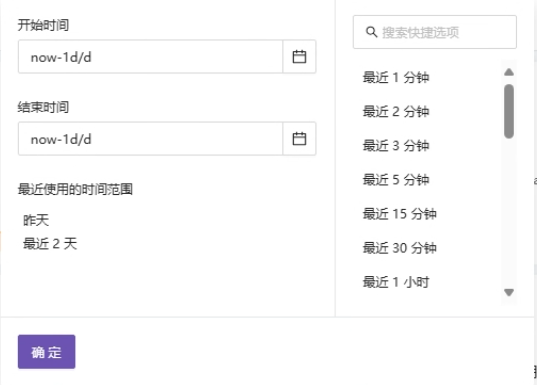 开始时间
now-1d/d
结束时间
now-1d/d
最近使用的时间范围
昨天
最近 2 天
搜索快捷选项
最近 1 分钟
最近 2 分钟
最近 3 分钟
最近 5 分钟
最近 15 分钟
最近 30 分钟
最近 1 小时
确 定